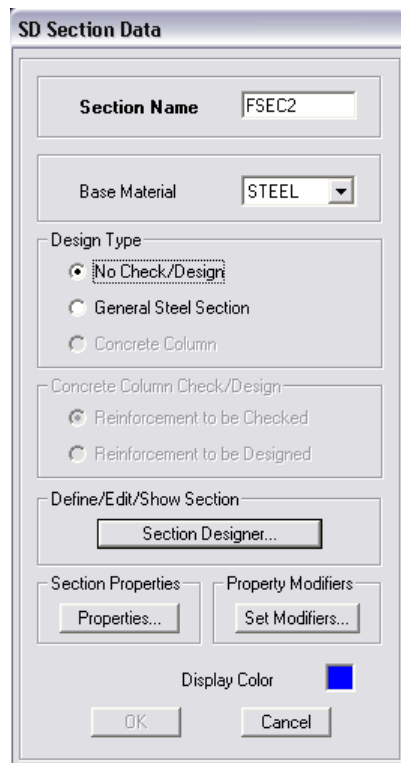 SD Section Data
Section Name FSEC2
Base Material STEEL
Design Type
No Check/Design
General Steel Section
Concrete Column
Concrete Column Check/Design
Reinforcement to be Checked
Reinforcement to be Designed
Define/Edit/Show Section
Section Designer...
Section Properties Property Modifiers
Properties... Set Modifiers...
Display Color
OK Cancel